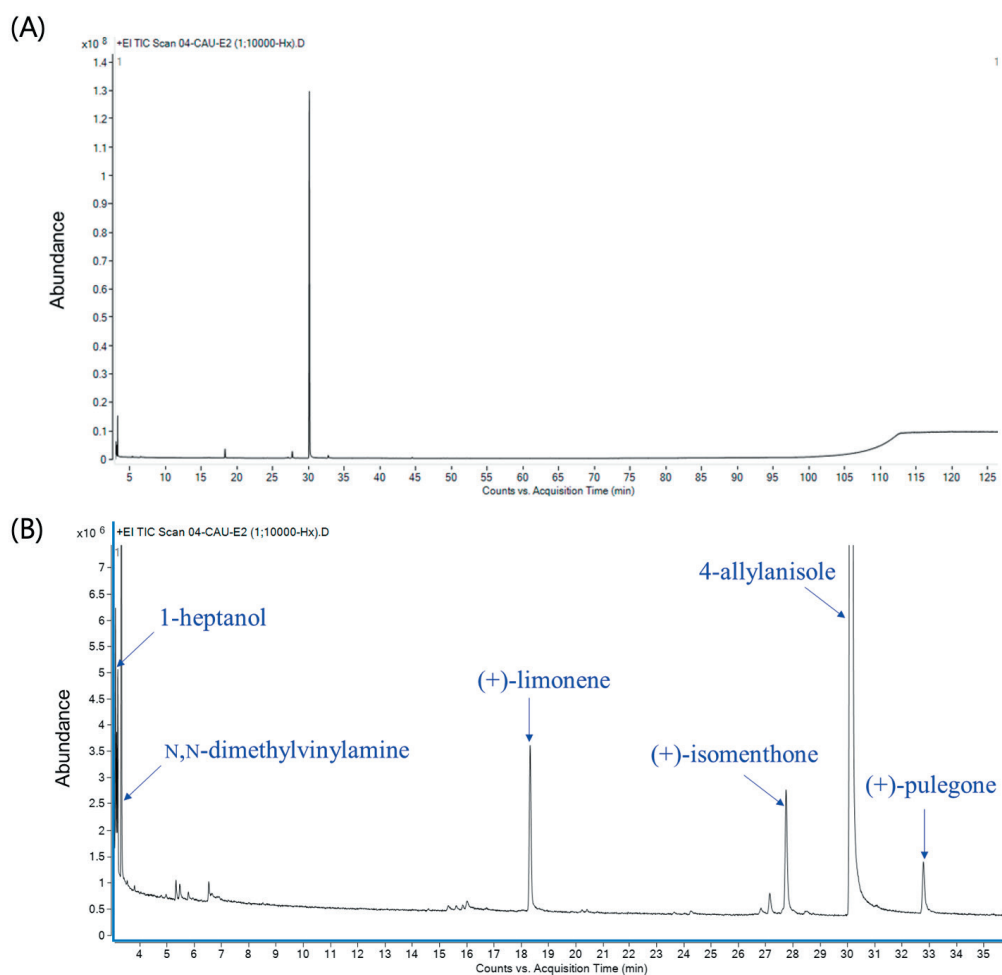 (A)
x10 8 +EI TIC Scan 04-CAU-E2 (1;10000-Hx).D
1 1
1.4
1.3
1.2
1.1
1
0.9
0.8
0.7
0.6
0.5
0.4
0.3
0.2
0.1
0
Abundance
5 10 15 20 25 30 35 40 45 50 55 60 65 70 75 80 85 90 95 100 105 110 115 120 125
Counts vs. Acquisition Time (min)
(B)
x10 6 +EI TIC Scan 04-CAU-E2 (1;10000-Hx).D
1
7
6.5
6
5.5
5
4.5
4
3.5
3
2.5
2
1.5
1
0.5
0
Abundance
4-allylanisole
1-heptanol
(+)-limonene
N,N-dimethylvinylamine
(+)-isomenthone
(+)-pulegone
4 5 6 7 8 9 10 11 12 13 14 15 16 17 18 19 20 21 22 23 24 25 26 27 28 29 30 31 32 33 34 35
Counts vs. Acquisition Time (min)